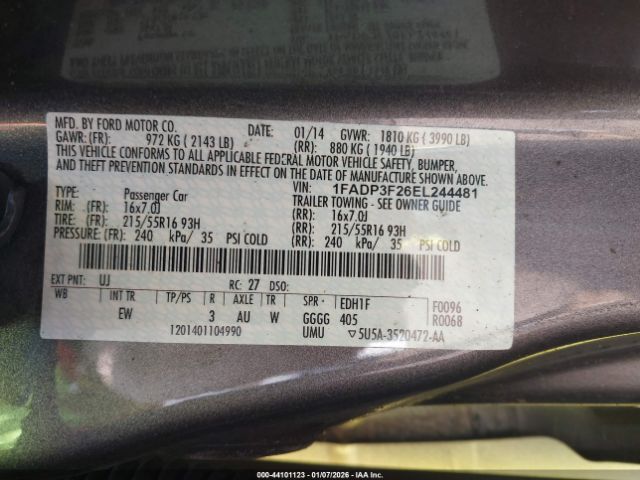 MFD. BY FORD MOTOR CO. DATE: 01/14 GVWR: 1810 KG ( 3990 LB)
GAWR: (FR): 972 KG ( 2143 LB) (RR): 880 KG ( 1940 LB)
THIS VEHICLE CONFORMS TO ALL APPLICABLE FEDERAL MOTOR VEHICLE SAFETY, BUMPER,
AND THEFT PREVENTION STANDARDS IN EFFECT ON THE DATE OF MANUFACTURE SHOWN ABOVE.
VIN: 1FADP3F26EL244481
TYPE: Passenger Car TRAILER TOWING - SEE OWNER GUIDE
RIM: (FR): 16x7.0J (RR): 16x7.0J
TIRE: (FR): 215/55R16 93H (RR): 215/55R16 93H
PRESSURE: (FR): 240 kPa/ 35 PSI COLD (RR): 240 kPa/ 35 PSI COLD
EXT PNT: UJ RC: 27 DSO:
WB INT TR TP/PS R AXLE TR SPR EDH1F F0096
EW 3 AU W GGGG 405 R0068
1201401104990 UMU ▽5U5A-3520472-AA
000-44101123 - 01/07/2026 - IAA Inc.